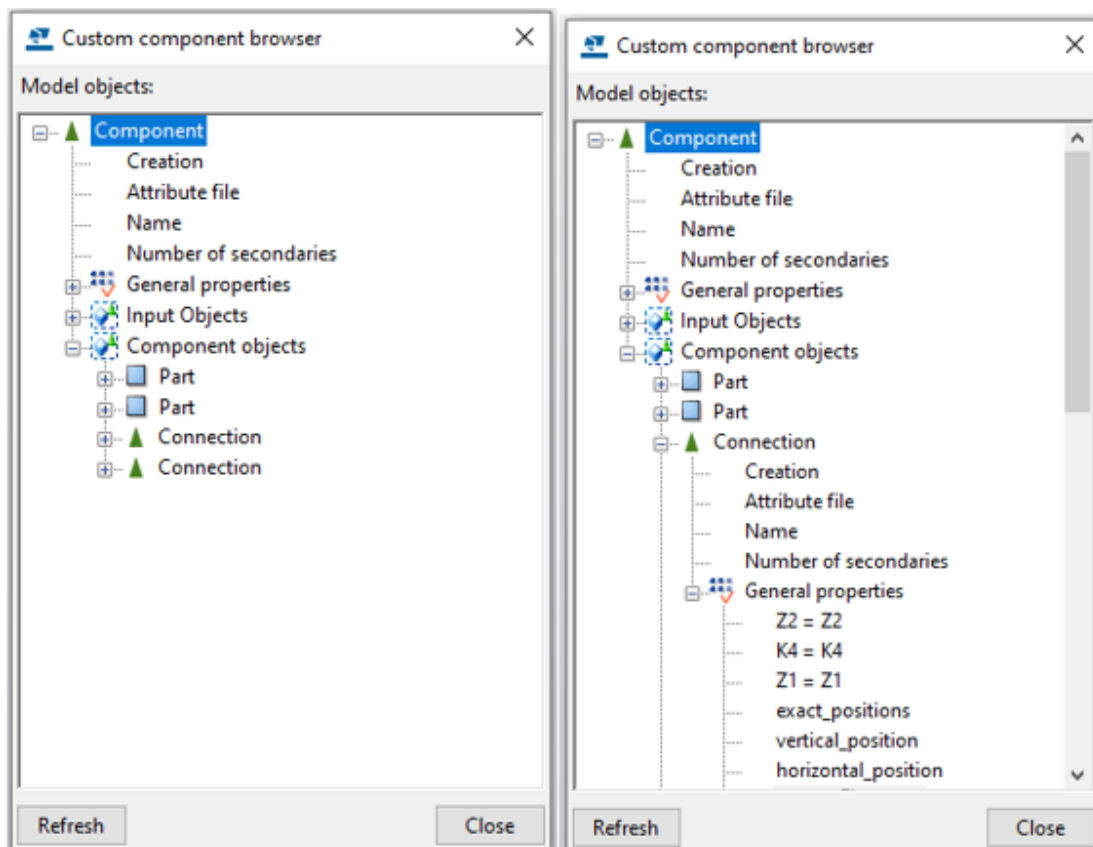 Custom component browser
Model objects:
Component
Creation
Attribute file
Name
Number of secondaries
General properties
Input Objects
Component objects
Part
Part
Connection
Connection
Refresh
Close
Custom component browser
Model objects:
Component
Creation
Attribute file
Name
Number of secondaries
General properties
Input Objects
Component objects
Part
Part
Connection
Creation
Attribute file
Name
Number of secondaries
General properties
Z2 = Z2
K4 = K4
Z1 = Z1
exact_positions
vertical_position
horizontal_position
Refresh
Close